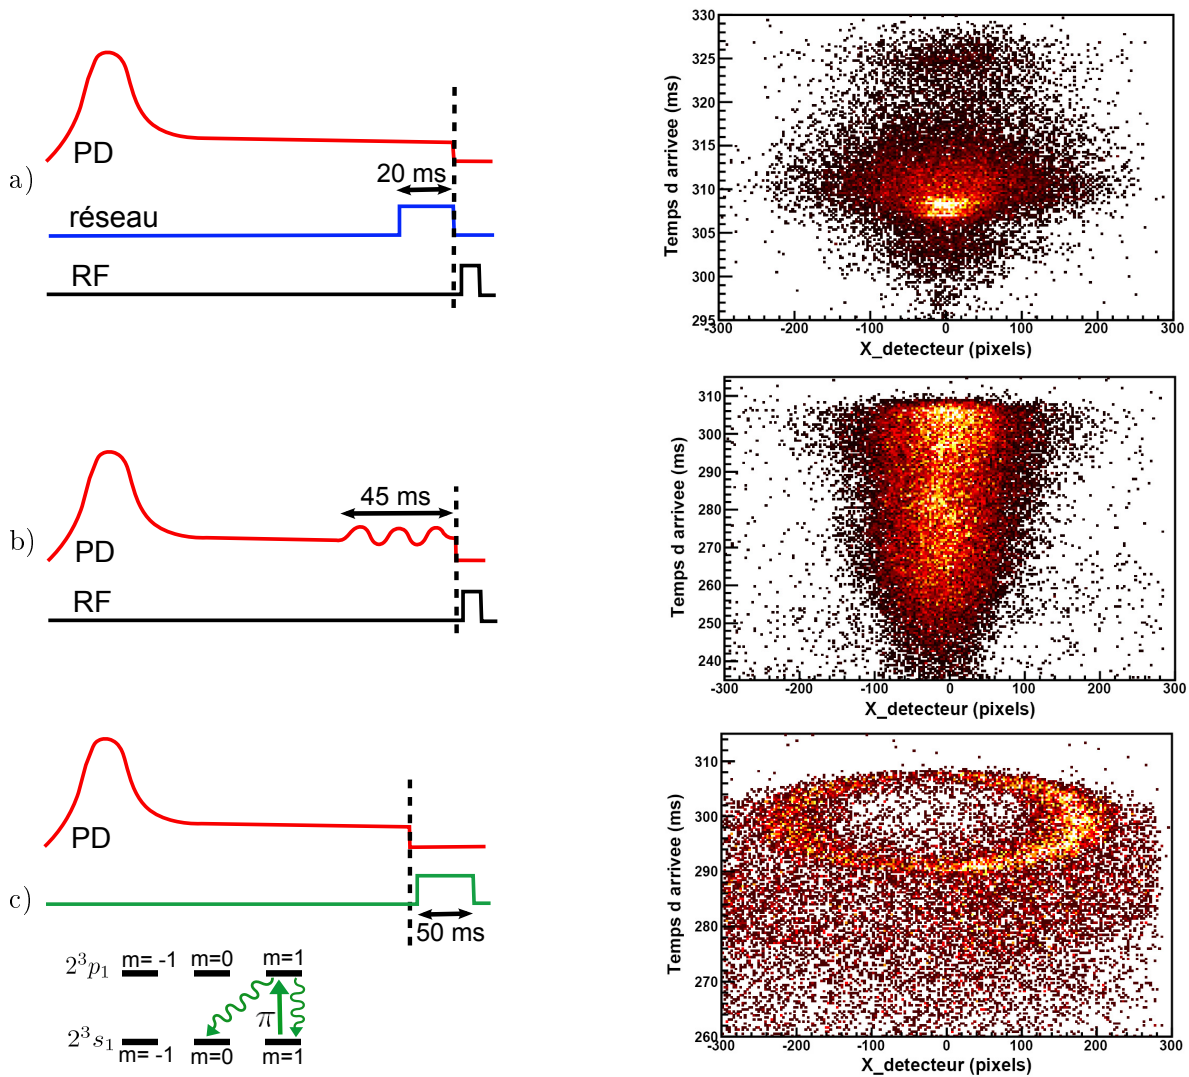 a)
PD
20 ms
réseau
RF
330
325
320
315
310
305
300
295
-300 -200 -100 0 100 200 300
Temps d arrivee (ms)
X_detecteur (pixels)
b)
45 ms
PD
RF
310
300
290
280
270
260
250
240
-300 -200 -100 0 100 200 300
Temps d arrivee (ms)
X_detecteur (pixels)
c)
PD
50 ms
2³p₁ m= -1 m=0 m=1
π
2³s₁
m= -1 m=0 m=1
310
300
290
280
270
260
-300 -200 -100 0 100 200 300
Temps d arrivee (ms)
X_detecteur (pixels)